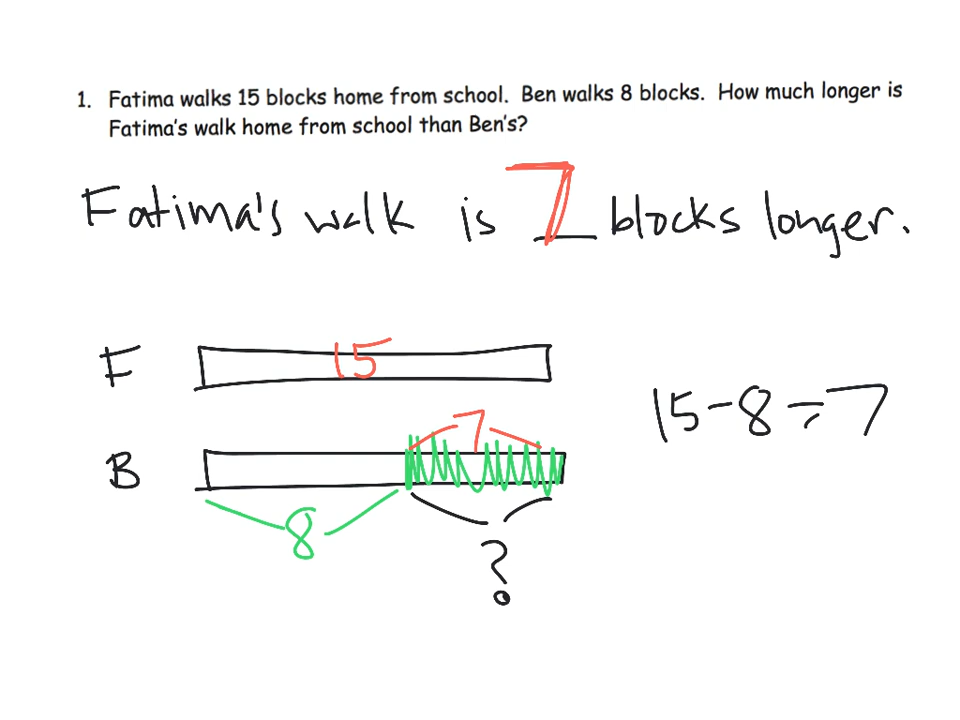 1. Fatima walks 15 blocks home from school. Ben walks 8 blocks. How much longer is
Fatima's walk home from school than Ben's?
Fatima's walk is 7 blocks longer.
F 15
15-8=7
7
B
8
?